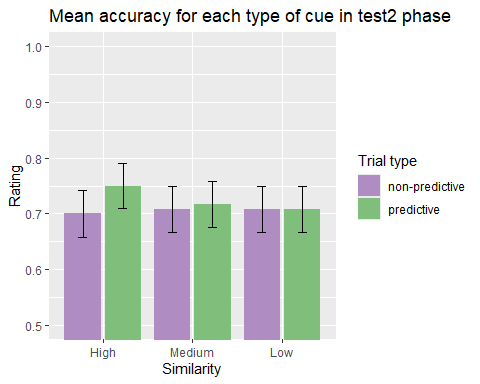 Mean accuracy for each type of cue in test2 phase
1.0
0.9
0.8
0.7
0.6
0.5
Rating
High
Medium
Low
Similarity
Trial type
non-predictive
predictive